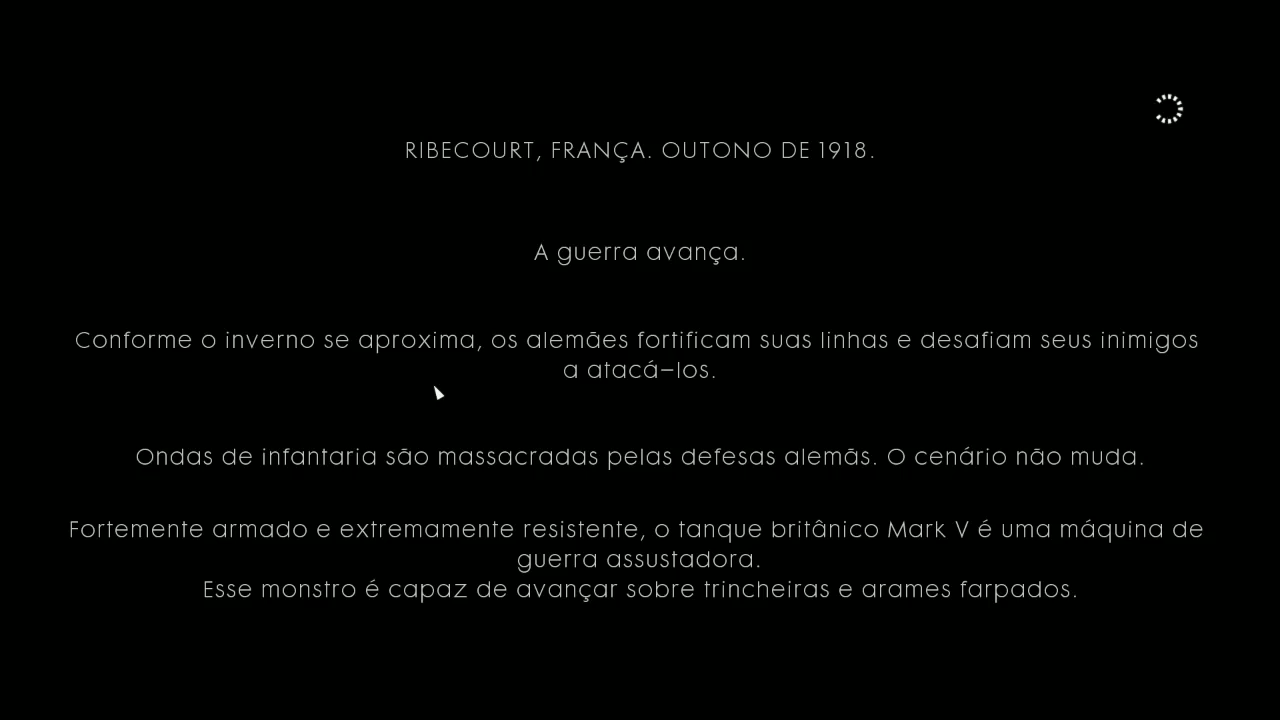 RIBECOURT, FRANÇA. OUTONO DE 1918.
A guerra avança.
Conforme o inverno se aproxima, os alemães fortificam suas linhas e desafiam seus inimigos
a atacá-los.
Ondas de infantaria são massacradas pelas defesas alemãs. O cenário não muda.
Fortemente armado e extremamente resistente, o tanque britânico Mark V é uma máquina de
guerra assustadora.
Esse monstro é capaz de avançar sobre trincheiras e arames farpados.